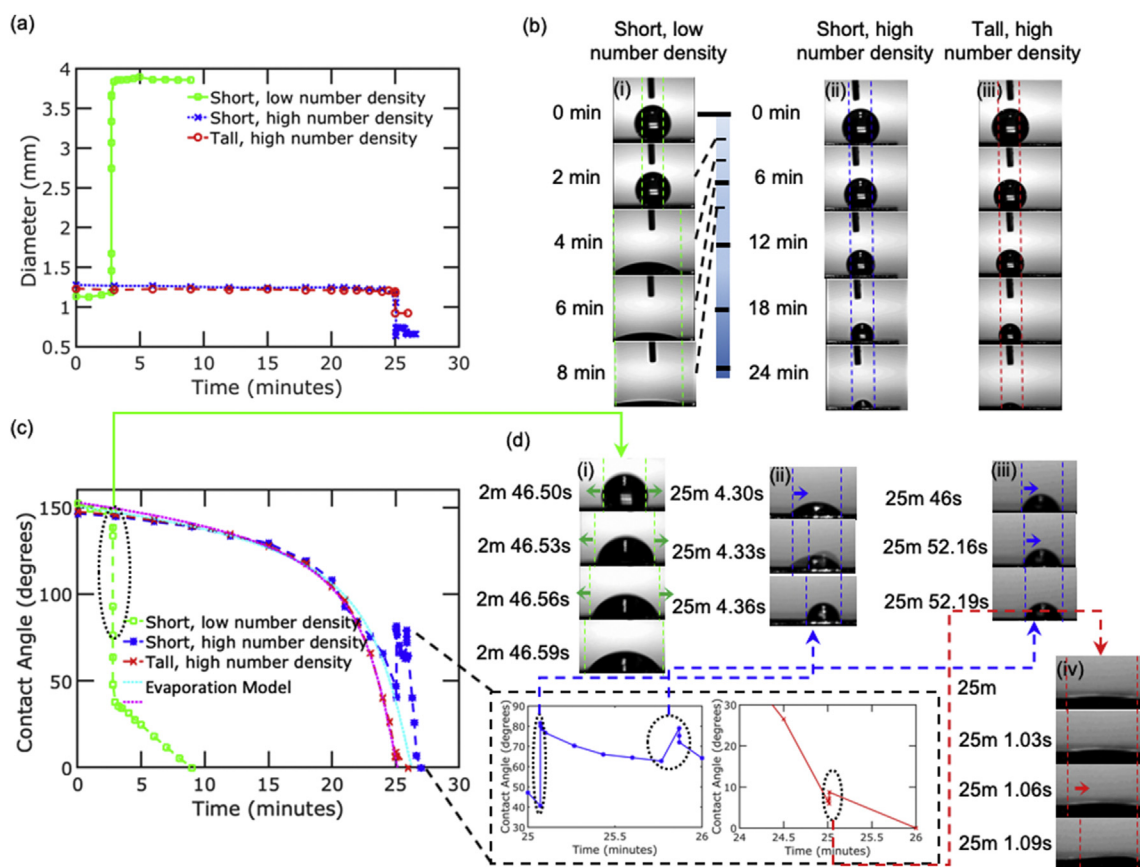 (a)
4
3.5
3
2.5
2
1.5
1
0.5
Diameter (mm)
Short, low number density
Short, high number density
Tall, high number density
0 5 10 15 20 25 30
Time (minutes)
(b)
Short, low
number density
Short, high
number density
Tall, high
number density
(i)
0 min
2 min
4 min
6 min
8 min
0 min
6 min
12 min
18 min
24 min
(ii)
(iii)
(c)
150
100
50
0
Contact Angle (degrees)
Short, low number density
Short, high number density
Tall, high number density
Evaporation Model
0 5 10 15 20 25 30
Time (minutes)
(d)
(i)
2m 46.50s
2m 46.53s
2m 46.56s
2m 46.59s
(ii)
25m 4.30s
25m 4.33s
25m 4.36s
(iii)
25m 46s
25m 52.16s
25m 52.19s
(iv)
25m
25m 1.03s
25m 1.06s
25m 1.09s
90
80
70
60
50
40
30
Contact Angle (degrees)
25 25.5 26
Time (minutes)
30
20
10
0
Contact Angle (degrees)
24 24.5 25 25.5 26
Time (minutes)